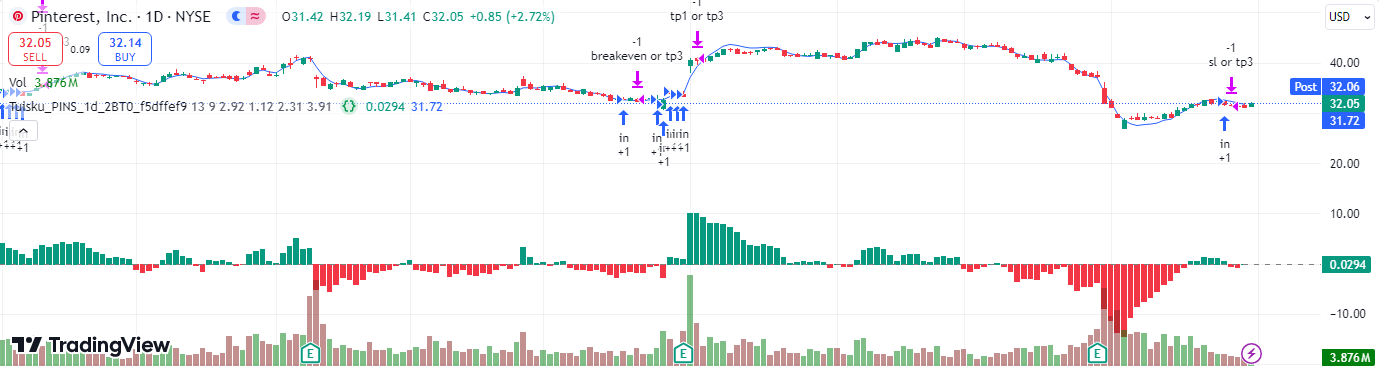 Pinterest, Inc. · 1D · NYSE
O31.42 H32.19 L31.41 C32.05 +0.85 (+2.72%)
-1
tp1 or tp3
USD
32.05
SELL
0.09
32.14
BUY
-1
breakeven or tp3
-1
sl or tp3
40.00
Vol 3.876M
Post 32.06
32.05
Tuisku_PINS_1d_2BT0_f5dffef9 13 9 2.92 1.12 2.31 3.91 0.0294 31.72
31.72
in
+1
+1
in
+1
20.00
10.00
0.0294
−10.00
TradingView
E
E
E
3.876M